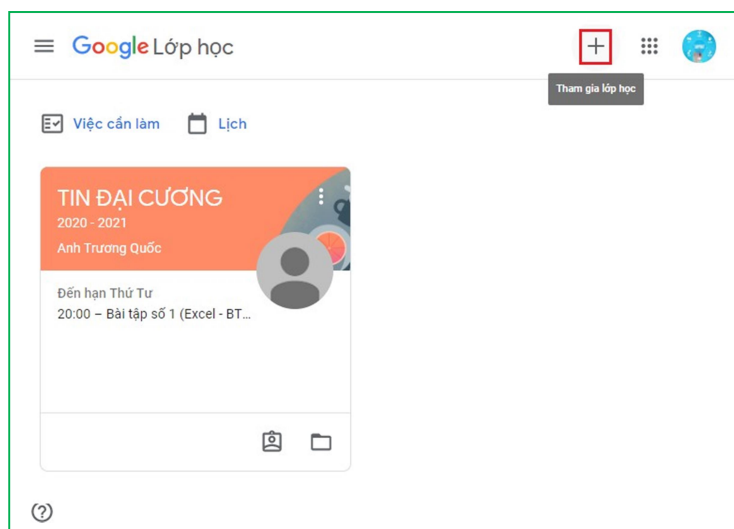 Google Lớp học
Tham gia lớp học
Việc cần làm
Lịch
TIN ĐẠI CƯƠNG
2020 - 2021
Anh Trương Quốc
Đến hạn Thứ Tư
20:00 – Bài tập số 1 (Excel - BT...